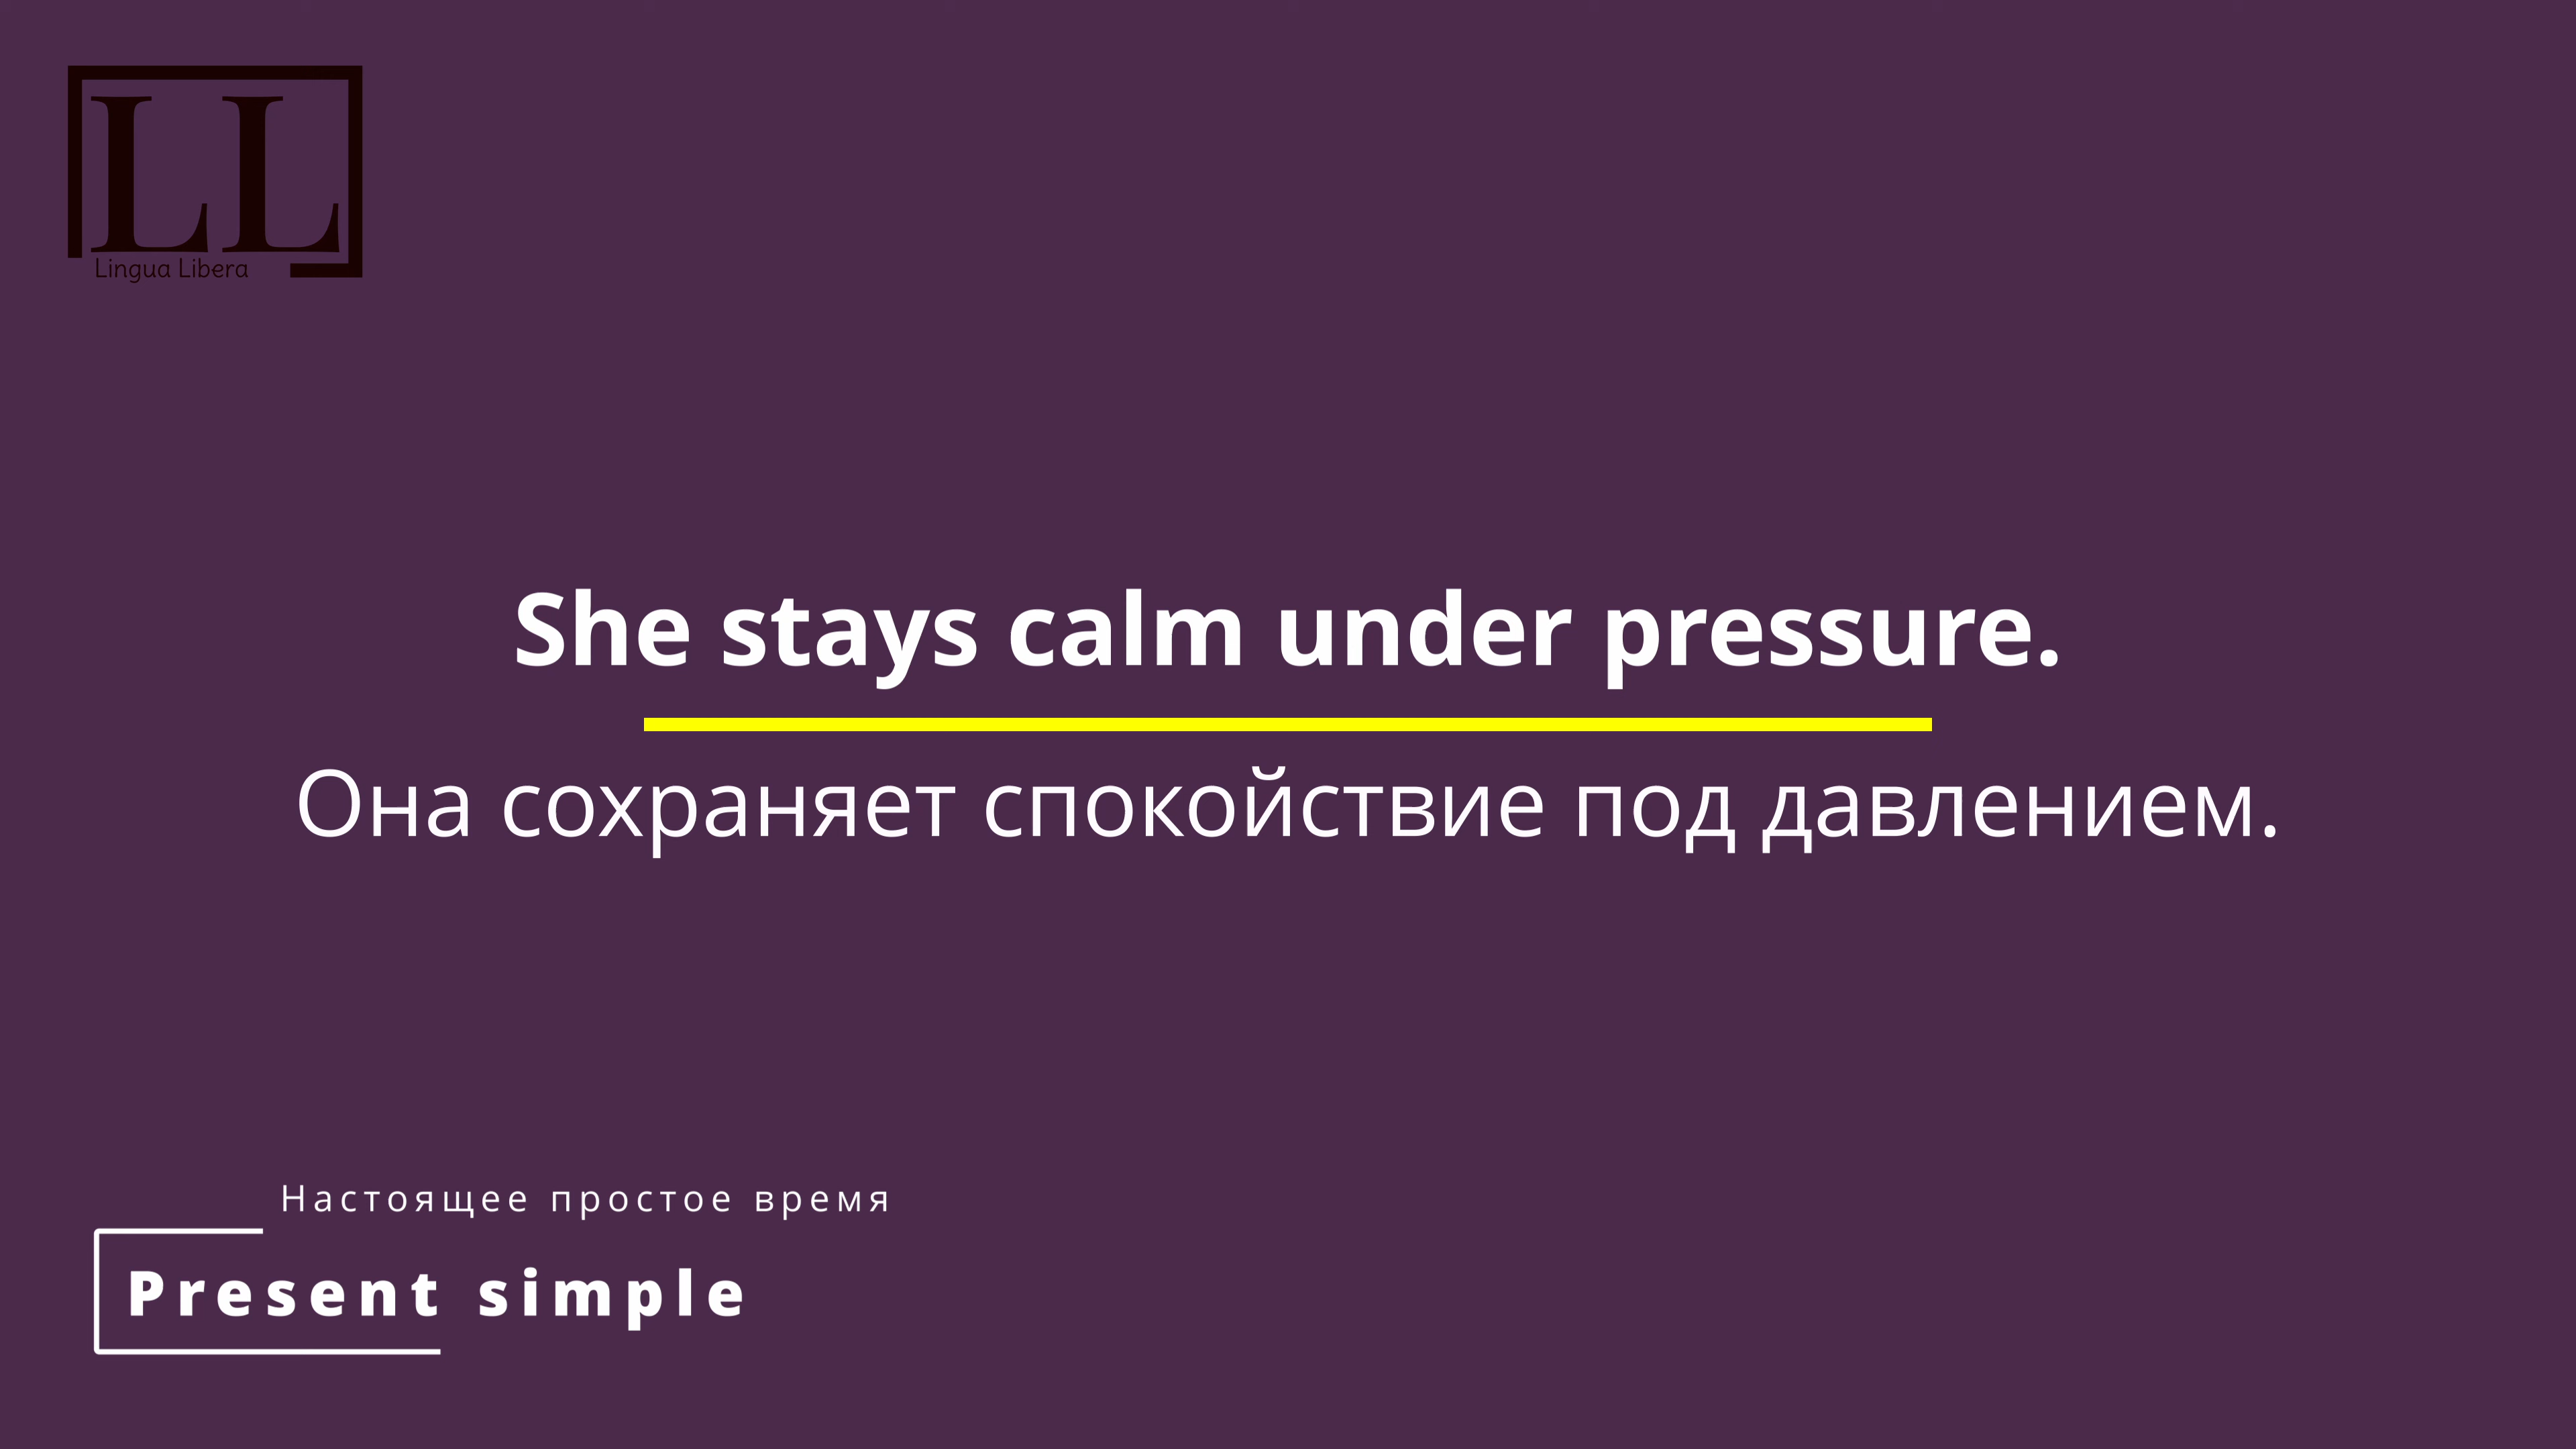 LL
Lingua Libera
She stays calm under pressure.
Она сохраняет спокойствие под давлением.
Настоящее простое время
Present simple